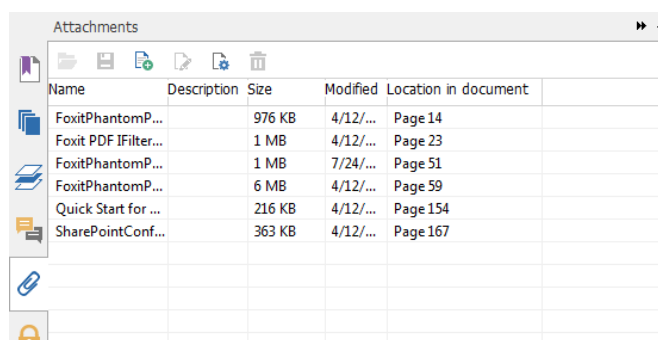 Attachments
Name Description Size Modified Location in document
FoxitPhantomP... 976 KB 4/12/... Page 14
Foxit PDF IFilter... 1 MB 4/12/... Page 23
FoxitPhantomP... 1 MB 7/24/... Page 51
FoxitPhantomP... 6 MB 4/12/... Page 59
Quick Start for ... 216 KB 4/12/... Page 154
SharePointConf... 363 KB 4/12/... Page 167